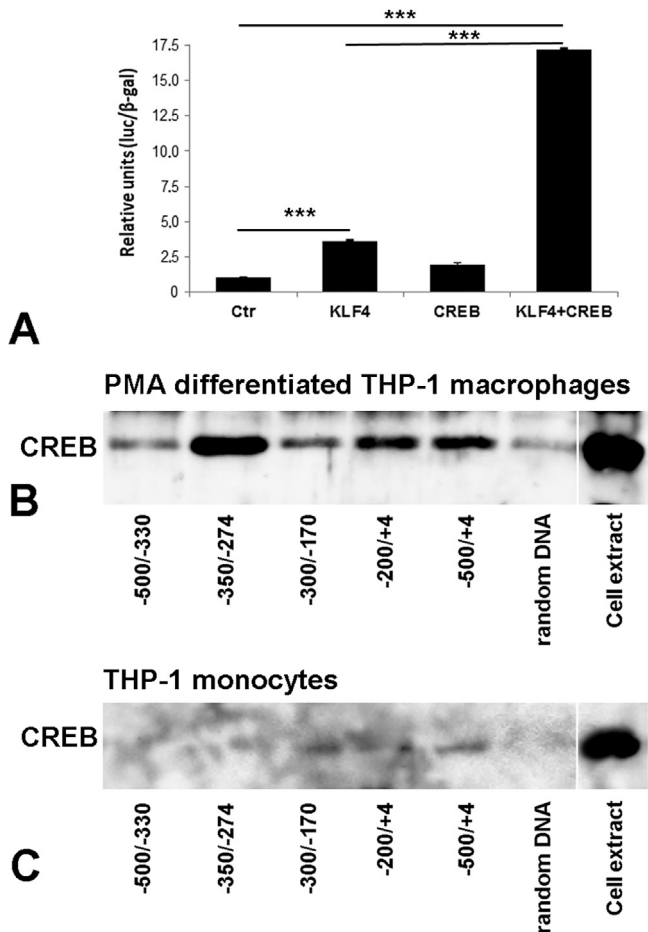 ***
***
17.5
15.0
12.5
10.0
7.5
5.0
2.5
0
Relative units (luc/β-gal)
***
Ctr KLF4 CREB KLF4+CREB
A
PMA differentiated THP-1 macrophages
CREB
B
-500/-330
-350/-274
-300/-170
-200/+4
-500/+4
random DNA
Cell extract
THP-1 monocytes
CREB
-500/-330
-350/-274
-300/-170
-200/+4
-500/+4
random DNA
Cell extract
C